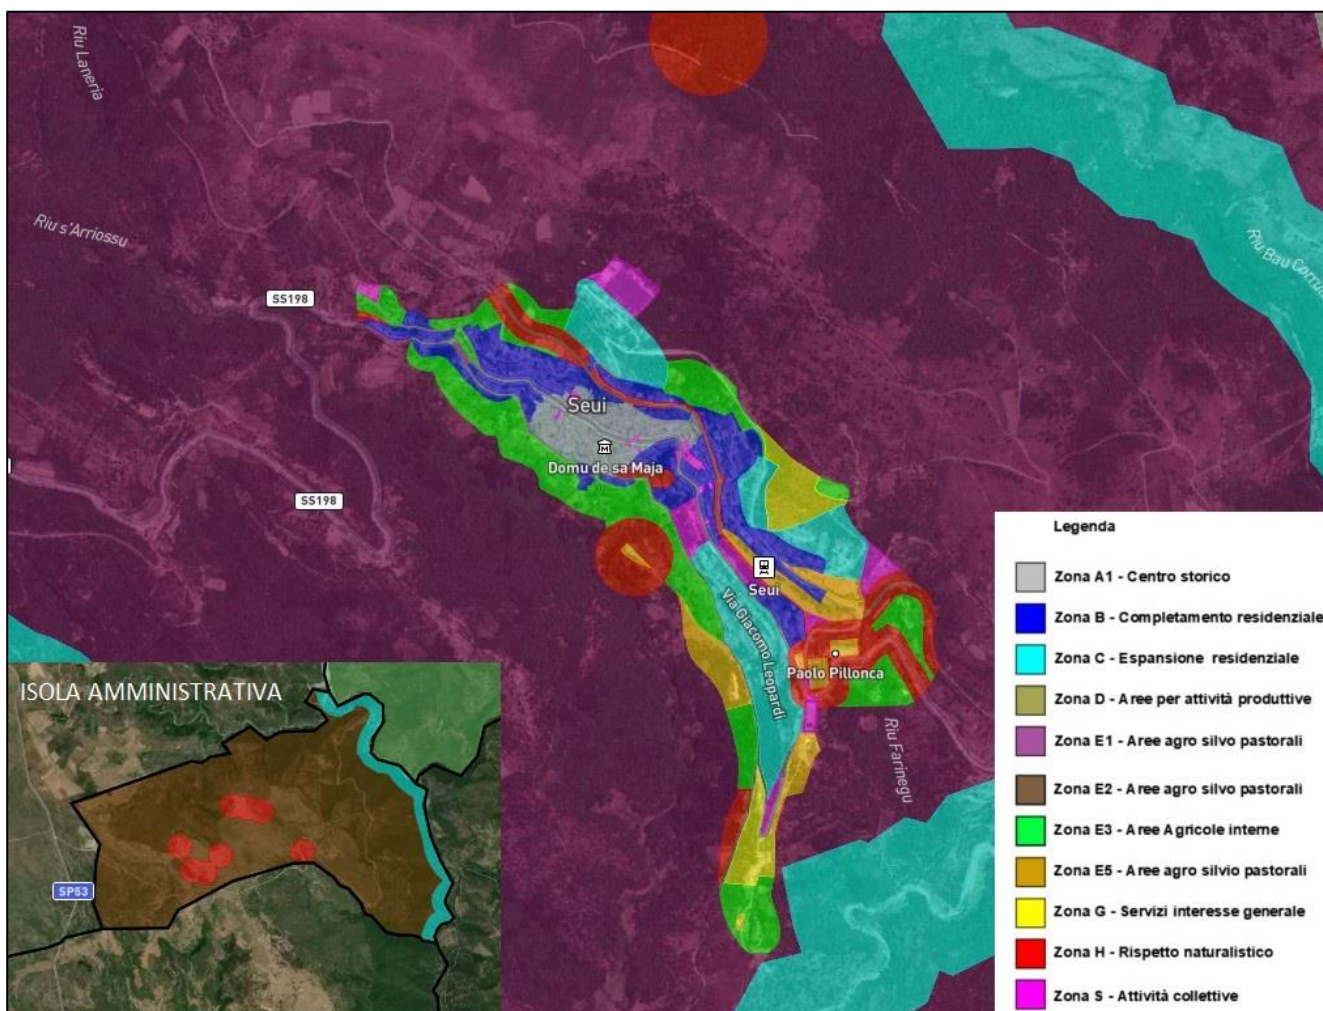 Riu Laneria
Riu s'Arriossu
SS198
SS198
Riu Bau Corru
Seui
Domu de sa Maja
Seui
Via Giacomo Leopardi
Paolo Pillonca
Riu Farinegu
ISOLA AMMINISTRATIVA
SP53
Legenda
Zona A1 - Centro storico
Zona B - Completamento residenziale
Zona C - Espansione residenziale
Zona D - Aree per attività produttive
Zona E1 - Aree agro silvo pastorali
Zona E2 - Aree agro silvo pastorali
Zona E3 - Aree Agricole interne
Zona E5 - Aree agro silvio pastorali
Zona G - Servizi interesse generale
Zona H - Rispetto naturalistico
Zona S - Attività collettive